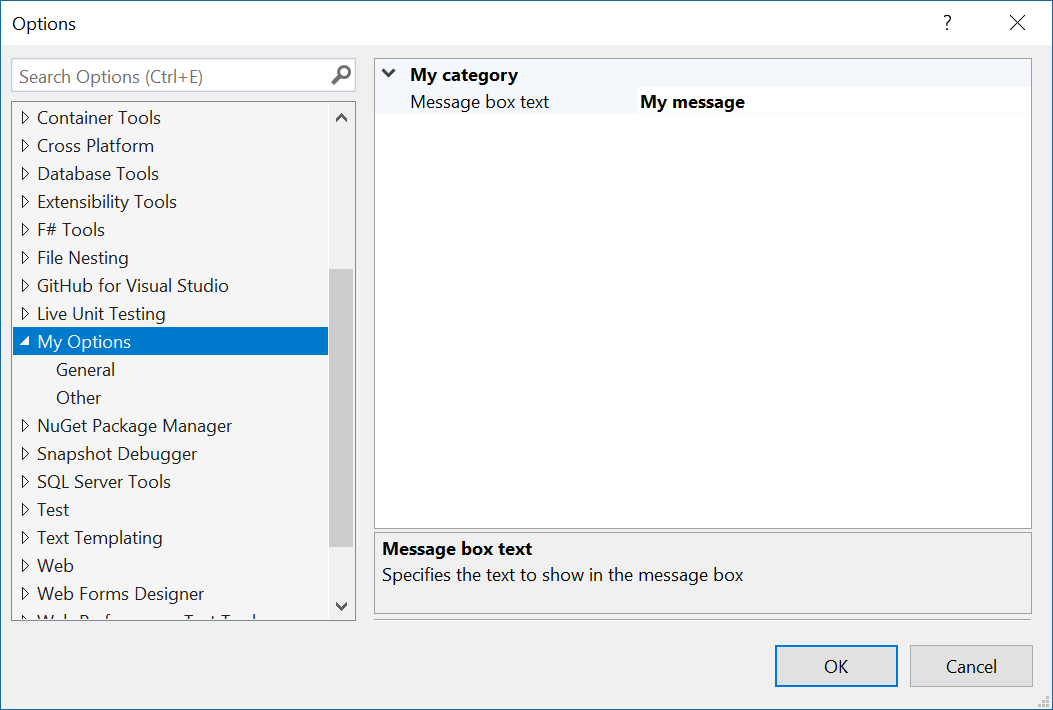 Options
?
Search Options (Ctrl+E)
Container Tools
Cross Platform
Database Tools
Extensibility Tools
F# Tools
File Nesting
GitHub for Visual Studio
Live Unit Testing
My Options
General
Other
NuGet Package Manager
Snapshot Debugger
SQL Server Tools
Test
Text Templating
Web
Web Forms Designer
My category
Message box text My message
Message box text
Specifies the text to show in the message box
OK Cancel